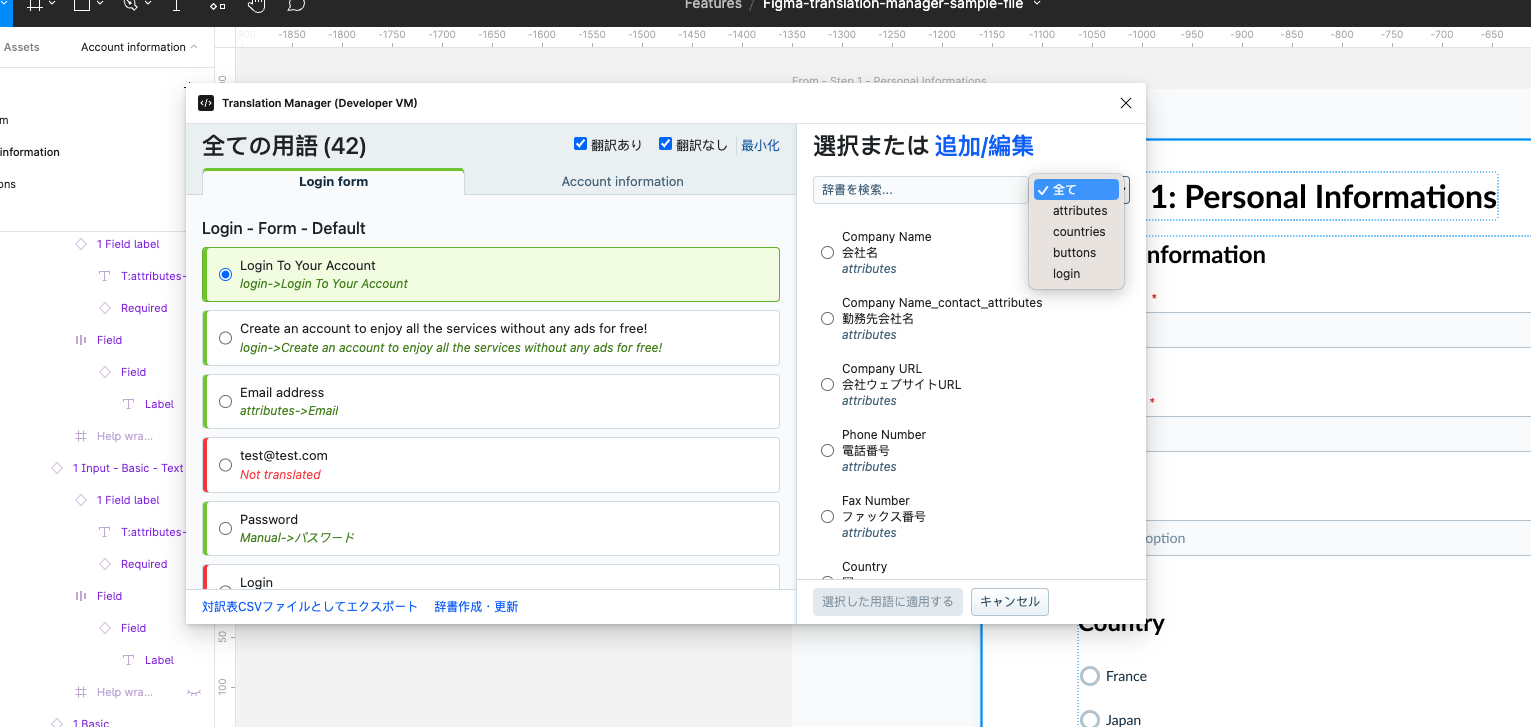 Features / Figma-translation-manager-sample-file
-900 -1850 -1800 -1750 -1700 -1650 -1600 -1550 -1500 -1450 -1400 -1350 -1300 -1250 -1200 -1150 -1100 -1050 -1000 -950 -900 -850 -800 -750 -700 -650
Assets
Account information
From - Step 1 - Personal Informations
Translation Manager (Developer VM)
全ての用語 (42)
翻訳あり
翻訳なし
最小化
Login form
Account information
Login - Form - Default
Login To Your Account
login->Login To Your Account
Create an account to enjoy all the services without any ads for free!
login->Create an account to enjoy all the services without any ads for free!
Email address
attributes->Email
test@test.com
Not translated
Password
Manual->パスワード
Login
対訳表CSVファイルとしてエクスポート
辞書作成・更新
選択または 追加/編集
辞書を検索...
全て
attributes
countries
buttons
login
Company Name
会社名
attributes
Company Name_contact_attributes
勤務先会社名
attributes
Company URL
会社ウェブサイトURL
attributes
Phone Number
電話番号
attributes
Fax Number
ファックス番号
attributes
Country
選択した用語に適用する
キャンセル
information
1 Field label
T:attributes-
Required
Field
Field
Label
Help wra...
1 Input - Basic - Text
1 Field label
T:attributes-
Required
Field
Field
Label
Help wra...
1 Basic
50
100
1: Personal Informations
nformation
*
*
option
Country
France
Japan